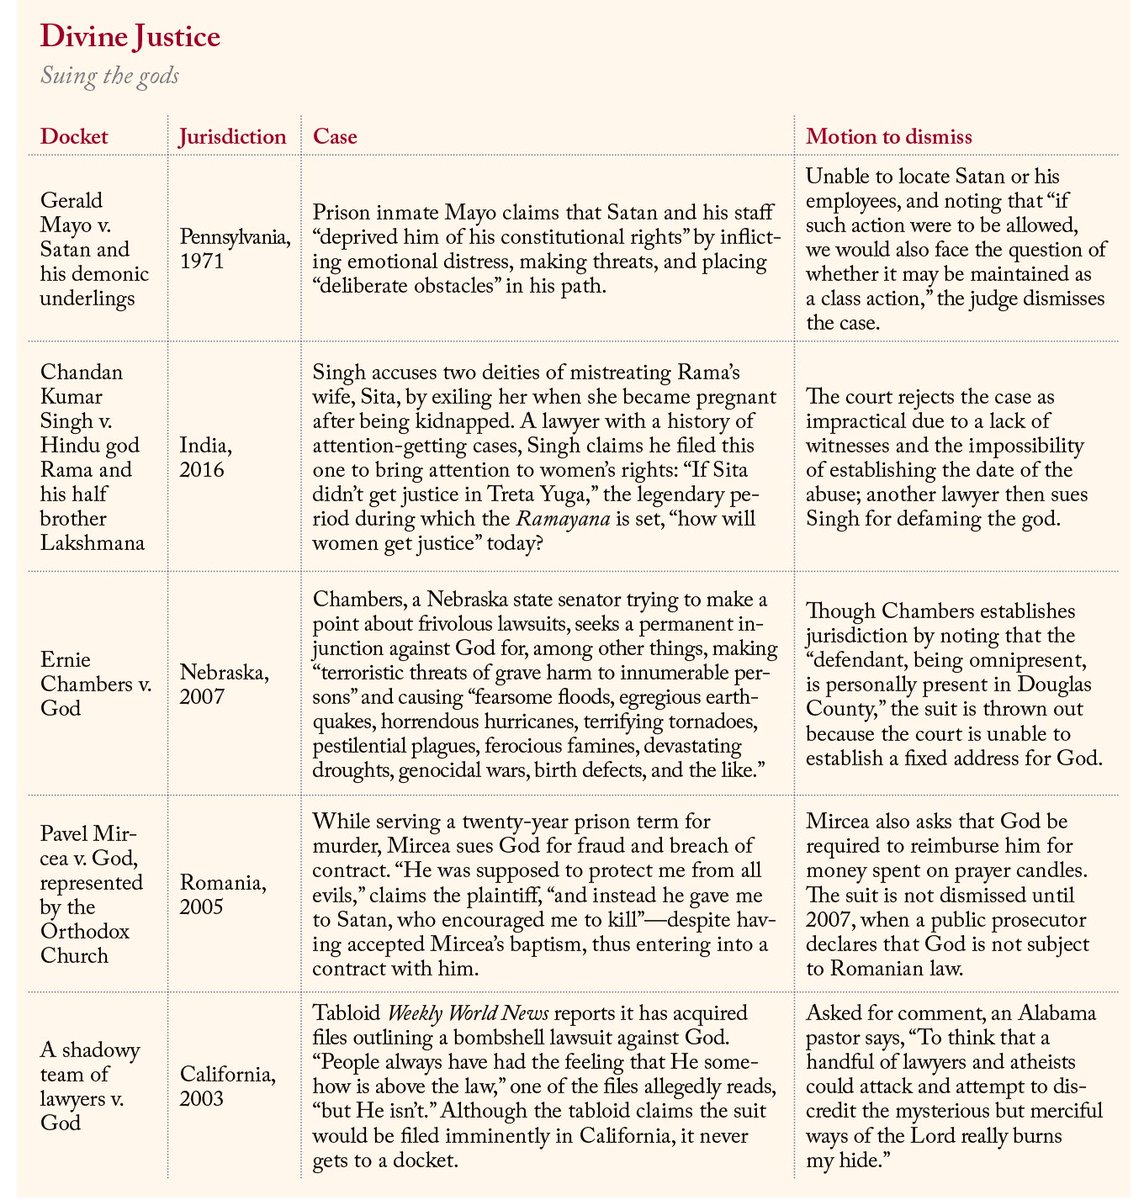 Divine Justice
Suing the gods
Docket
Jurisdiction
Case
Motion to dismiss
Gerald
Mayo v.
Satan and
his demonic
underlings
Pennsylvania,
1971
Prison inmate Mayo claims that Satan and his staff
“deprived him of his constitutional rights” by inflict-
ing emotional distress, making threats, and placing
“deliberate obstacles” in his path.
Unable to locate Satan or his
employees, and noting that “if
such action were to be allowed,
we would also face the question of
whether it may be maintained as
a class action,” the judge dismisses
the case.
Chandan
Kumar
Singh v.
Hindu god
Rama and
his half
brother
Lakshmana
India,
2016
Singh accuses two deities of mistreating Rama’s
wife, Sita, by exiling her when she became pregnant
after being kidnapped. A lawyer with a history of
attention-getting cases, Singh claims he filed this
one to bring attention to women’s rights: “If Sita
didn’t get justice in Treta Yuga,” the legendary pe-
riod during which the Ramayana is set, “how will
women get justice” today?
The court rejects the case as
impractical due to a lack of
witnesses and the impossibility
of establishing the date of the
abuse; another lawyer then sues
Singh for defaming the god.
Ernie
Chambers v.
God
Nebraska,
2007
Chambers, a Nebraska state senator trying to make a
point about frivolous lawsuits, seeks a permanent in-
junction against God for, among other things, making
“terroristic threats of grave harm to innumerable per-
sons” and causing “fearsome floods, egregious earth-
quakes, horrendous hurricanes, terrifying tornadoes,
pestilential plagues, ferocious famines, devastating
droughts, genocidal wars, birth defects, and the like.”
Though Chambers establishes
jurisdiction by noting that the
“defendant, being omnipresent,
is personally present in Douglas
County,” the suit is thrown out
because the court is unable to
establish a fixed address for God.
Pavel Mir-
cea v. God,
represented
by the
Orthodox
Church
Romania,
2005
While serving a twenty-year prison term for
murder, Mircea sues God for fraud and breach of
contract. “He was supposed to protect me from all
evils,” claims the plaintiff, “and instead he gave me
to Satan, who encouraged me to kill”—despite hav-
ing accepted Mircea’s baptism, thus entering into a
contract with him.
Mircea also asks that God be
required to reimburse him for
money spent on prayer candles.
The suit is not dismissed until
2007, when a public prosecutor
declares that God is not subject
to Romanian law.
A shadowy
team of
lawyers v.
God
California,
2003
Tabloid Weekly World News reports it has acquired
files outlining a bombshell lawsuit against God.
“People always have had the feeling that He some-
how is above the law,” one of the files allegedly reads,
“but He isn’t.” Although the tabloid claims the suit
would be filed imminently in California, it never
gets to a docket.
Asked for comment, an Alabama
pastor says, “To think that a
handful of lawyers and atheists
could attack and attempt to dis-
credit the mysterious but merciful
ways of the Lord really burns
my hide.”